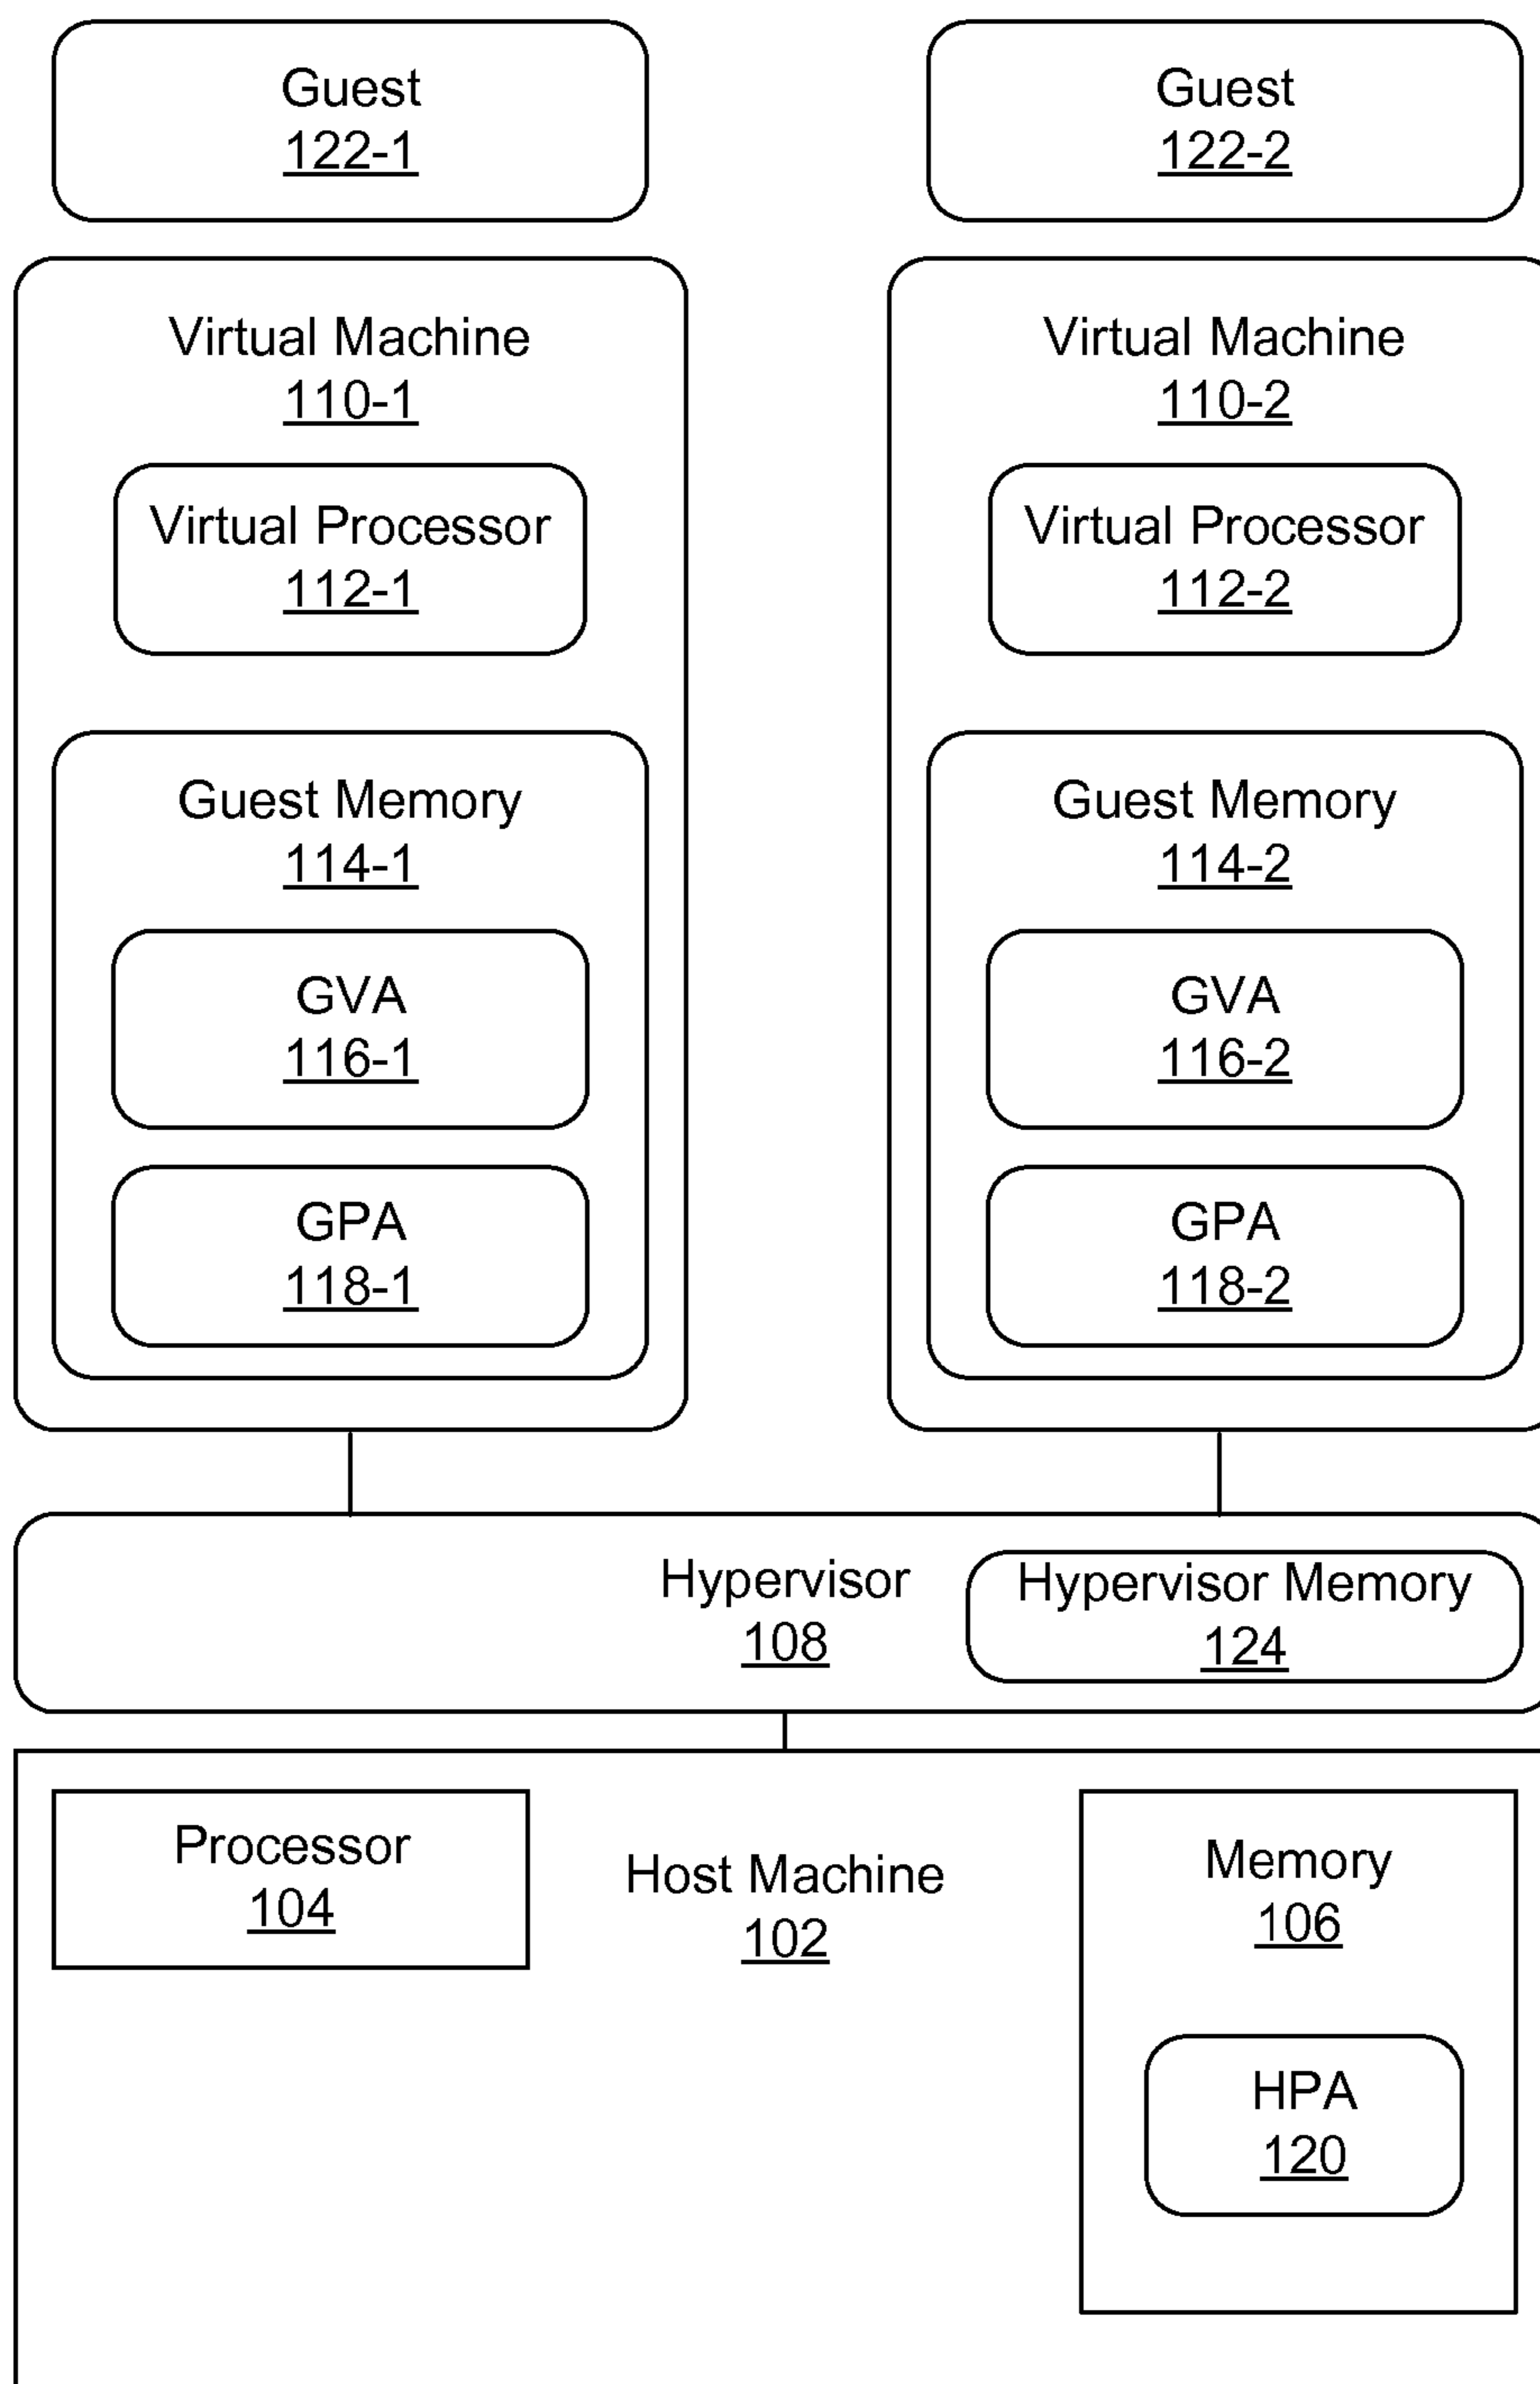 Guest
122-1
Guest
122-2
Virtual Machine
110-1
Virtual Processor
112-1
Guest Memory
114-1
GVA
116-1
GPA
118-1
Virtual Machine
110-2
Virtual Processor
112-2
Guest Memory
114-2
GVA
116-2
GPA
118-2
Hypervisor
108
Hypervisor Memory
124
Processor
104
Host Machine
102
Memory
106
HPA
120